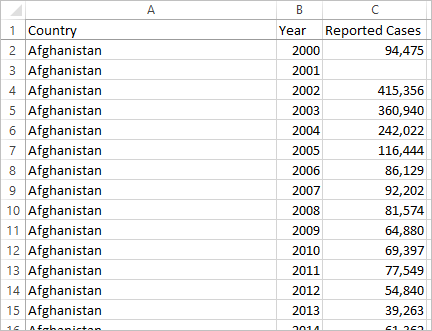 A B C
1 Country Year Reported Cases
2 Afghanistan 2000 94,475
3 Afghanistan 2001
4 Afghanistan 2002 415,356
5 Afghanistan 2003 360,940
6 Afghanistan 2004 242,022
7 Afghanistan 2005 116,444
8 Afghanistan 2006 86,129
9 Afghanistan 2007 92,202
10 Afghanistan 2008 81,574
11 Afghanistan 2009 64,880
12 Afghanistan 2010 69,397
13 Afghanistan 2011 77,549
14 Afghanistan 2012 54,840
15 Afghanistan 2013 39,263
16 Afghanistan 2014